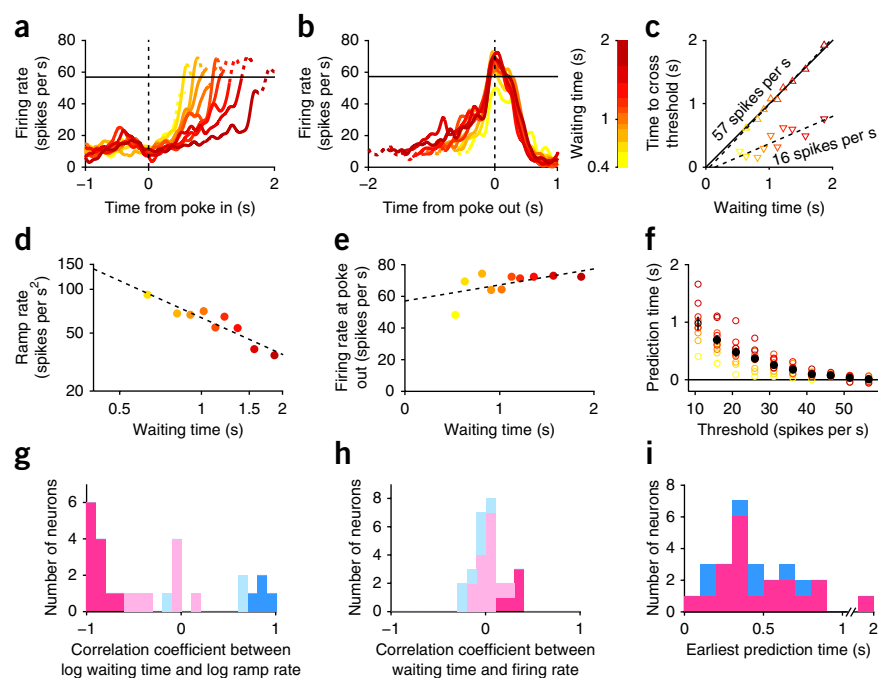 a
Firing rate
(spikes per s)
80
60
40
20
0
–1
0
1
2
Time from poke in (s)
b
Firing rate
(spikes per s)
80
60
40
20
0
–2
–1
0
1
Time from poke out (s)
Waiting time (s)
2
1
0.4
c
Time to cross
threshold (s)
2
1
0
57 spikes per s
16 spikes per s
0
1
2
Waiting time (s)
d
Ramp rate
(spikes per s²)
150
100
50
20
0.5
1
1.5
2
Waiting time (s)
e
Firing rate at poke
out (spikes per s)
80
60
40
20
0
0
1
2
Waiting time (s)
f
Prediction time (s)
2
1
0
10
20
30
40
50
Threshold (spikes per s)
g
Number of neurons
6
4
2
0
–1
0
1
Correlation coefficient between
log waiting time and log ramp rate
h
Number of neurons
8
6
4
2
0
–1
0
1
Correlation coefficient between
waiting time and firing rate
i
Number of neurons
8
6
4
2
0
0
0.5
1
2
Earliest prediction time (s)